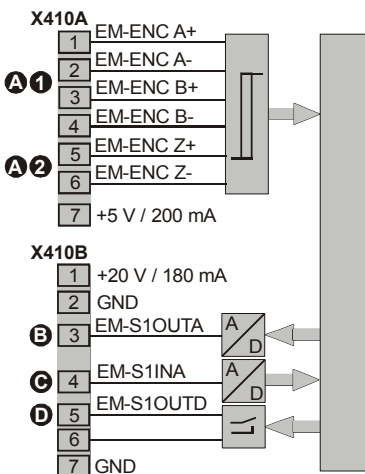 X410A
1 EM-ENC A+
2 EM-ENC A-
A 1
3 EM-ENC B+
4 EM-ENC B-
A 2
5 EM-ENC Z+
6 EM-ENC Z-
7 +5 V / 200 mA
X410B
1 +20 V / 180 mA
2 GND
B 3 EM-S1OUTA A D
C 4 EM-S1INA A D
D 5 EM-S1OUTD
6
7 GND